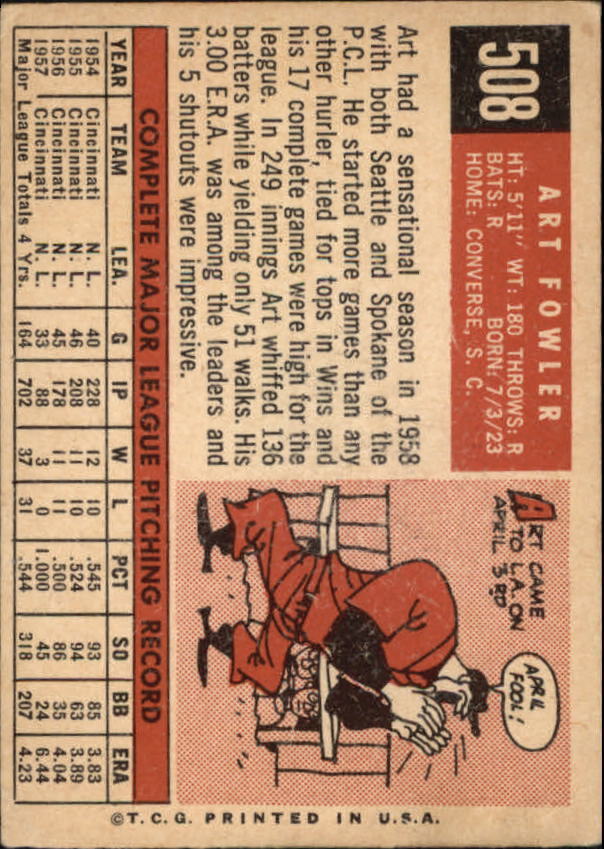 508
ART FOWLER
HT: 5'11" WT: 180 THROWS: R
BATS: R BORN: 7/3/23
HOME: CONVERSE, S. C.
Art had a sensational season in 1958
with both Seattle and Spokane of the
P.C.L. He started more games than any
other hurler, tied for tops in Wins and
his 17 complete games were high for the
league. In 249 innings Art whiffed 136
batters while yielding only 51 walks. His
3.00 E.R.A. was among the leaders and
his 5 shutouts were impressive.
ART CAME
TO L.A. ON
APRIL 3RD
APRIL
FOOL!
COMPLETE MAJOR LEAGUE PITCHING RECORD
YEAR TEAM LEA. G IP W L PCT SO BB ERA
1954 Cincinnati N. L. 40 228 12 10 .545 93 85 3.83
1955 Cincinnati N. L. 46 208 11 10 .524 94 63 3.89
1956 Cincinnati N. L. 45 178 11 11 .500 86 35 4.04
1957 Cincinnati N. L. 33 88 3 0 1.000 45 24 6.44
Major League Totals 4 Yrs. 164 702 37 31 .544 318 207 4.23
©T.C.G. PRINTED IN U.S.A.